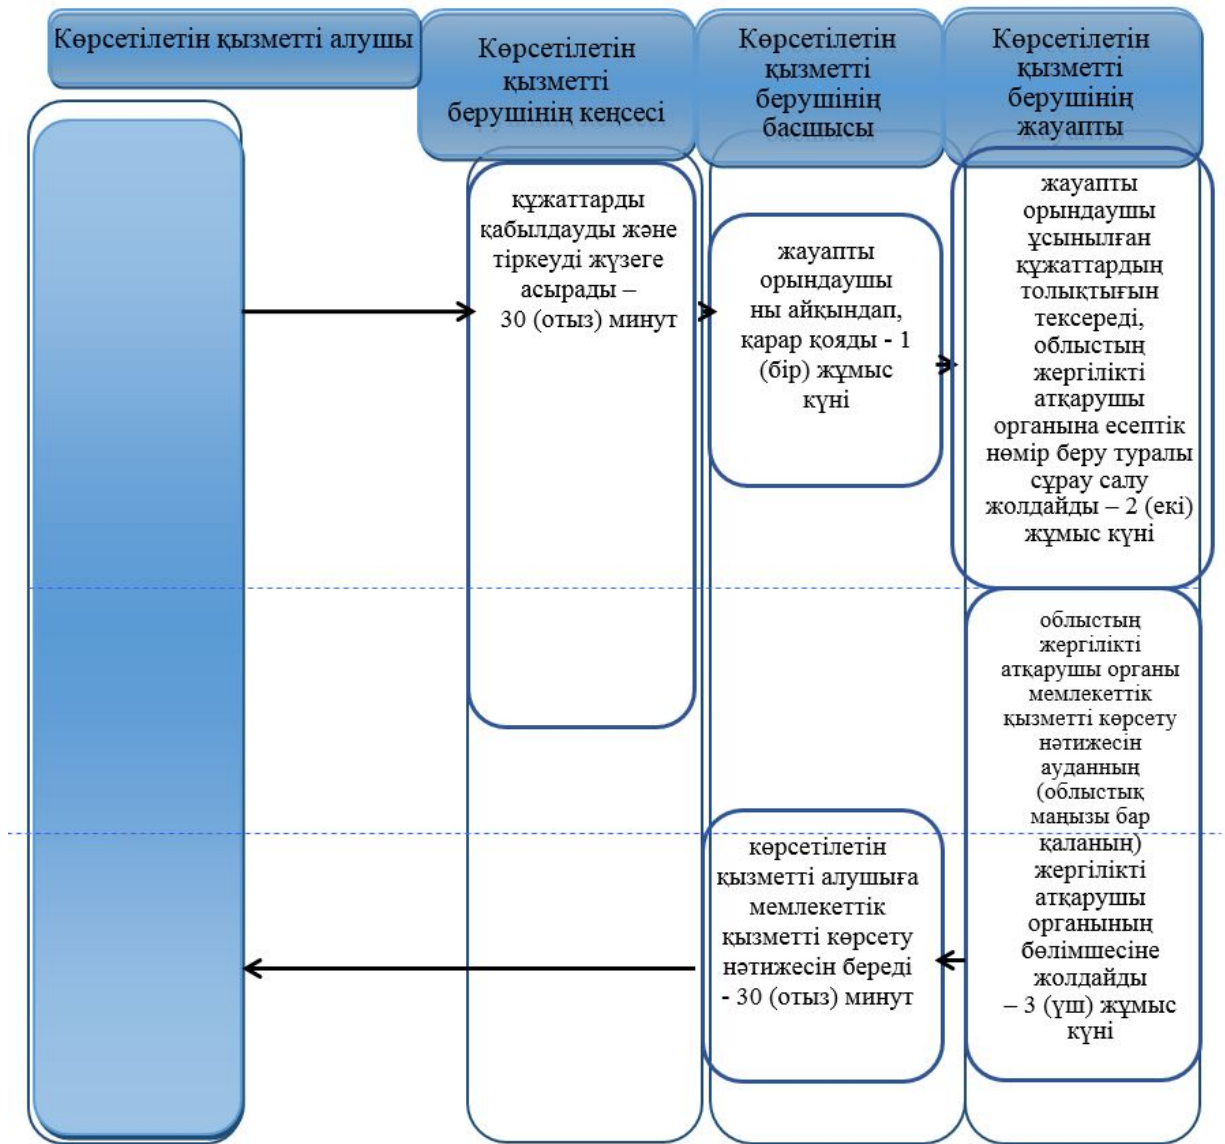 Көрсетілетін қызметті алушы
Көрсетілетін
қызметті
берушінің кеңсесі
Көрсетілетін
қызметті
берушінің
басшысы
Көрсетілетін
қызметті
берушінің
жауапты
құжаттарды
қабылдауды және
тіркеуді жүзеге
асырады –
30 (отыз) минут
жауапты
орындаушы
ны айқындап,
қарар қояды - 1
(бір) жұмыс
күні
жауапты
орындаушы
ұсынылған
құжаттардың
толықтығын
тексереді,
облыстың
жергілікті
атқарушы
органына есептік
нөмір беру туралы
сұрау салу
жолдайды – 2 (екі)
жұмыс күні
облыстың
жергілікті
атқарушы органы
мемлекеттік
қызметті көрсету
нәтижесін
ауданның
(облыстық
маңызы бар
қаланың)
жергілікті
атқарушы
органының
бөлімшесіне
жолдайды
– 3 (үш) жұмыс
күні
көрсетілетін
қызметті алушыға
мемлекеттік
қызметті көрсету
нәтижесін береді
- 30 (отыз) минут